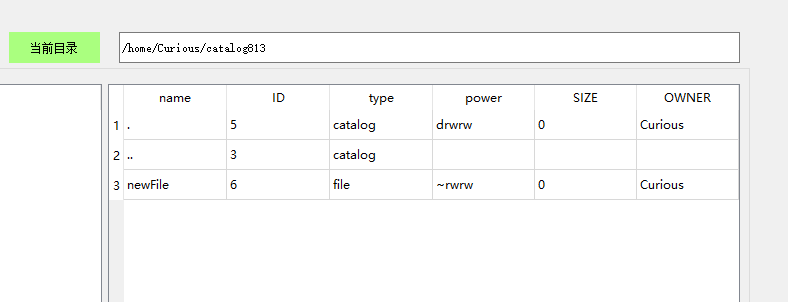 当前目录 /home/Curious/catalog813
name ID type power SIZE OWNER
1 . 5 catalog drwrw 0 Curious
2 .. 3 catalog
3 newFile 6 file ~rwrw 0 Curious